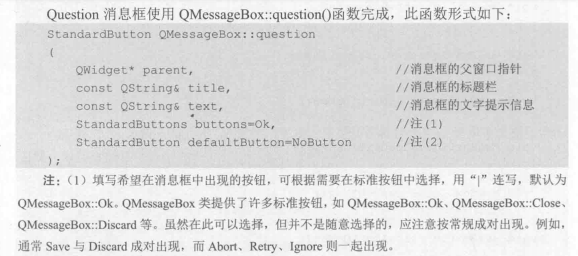 Question 消息框使用 QMessageBox::question()函数完成，此函数形式如下：
StandardButton QMessageBox::question
(
QWidget* parent, //消息框的父窗口指针
const QString& title, //消息框的标题栏
const QString& text, //消息框的文字提示信息
StandardButtons buttons=Ok, //注(1)
StandardButton defaultButton=NoButton //注(2)
);
注：（1）填写希望在消息框中出现的按钮，可根据需要在标准按钮中选择，用“|”连写，默认为
QMessageBox::Ok。QMessageBox 类提供了许多标准按钮，如 QMessageBox::Ok、QMessageBox::Close、
QMessageBox::Discard 等。虽然在此可以选择，但并不是随意选择的，应注意按常规成对出现。例如，
通常 Save 与 Discard 成对出现，而 Abort、Retry、Ignore 则一起出现。